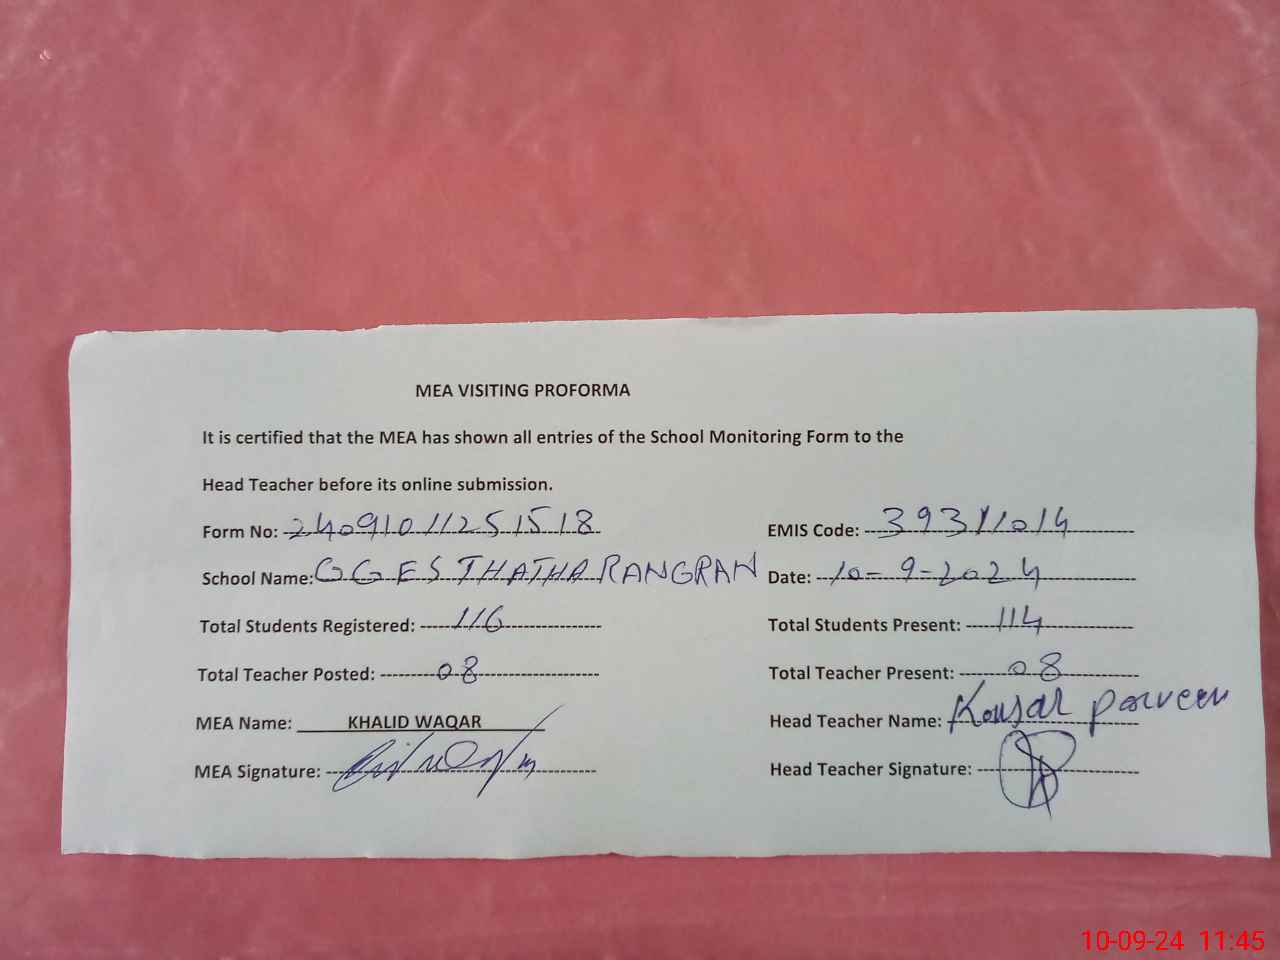 MEA VISITING PROFORMA
It is certified that the MEA has shown all entries of the School Monitoring Form to the
Head Teacher before its online submission.
Form No: 24091011251518 EMIS Code: 39311014
School Name: GGES THATHA RANGRAN Date: 10-9-2024
Total Students Registered: 116 Total Students Present: 114
Total Teacher Posted: 08 Total Teacher Present: 08
MEA Name: KHALID WAQAR Head Teacher Name: Kousar parveen
MEA Signature: Head Teacher Signature:
10-09-24 11:45